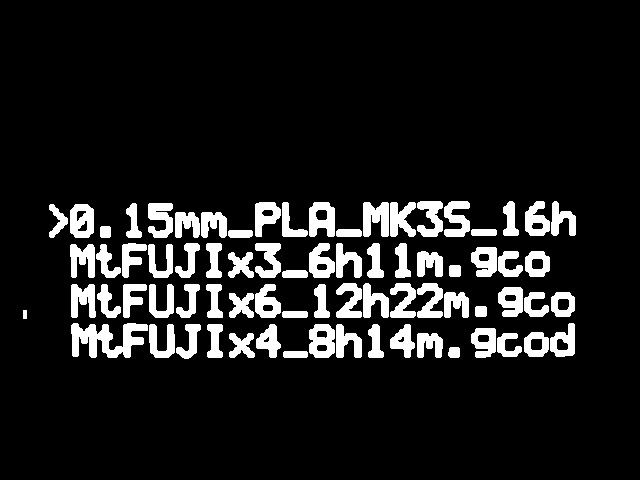 >0.15mm_PLA_MK3S_16h
MtFUJIx3_6h11m.gco
MtFUJIx6_12h22m.gco
MtFUJIx4_8h14m.gcod